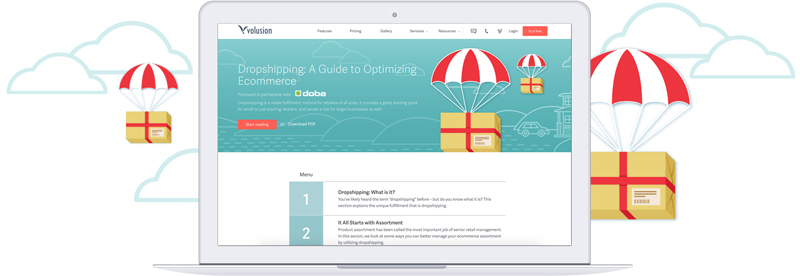 volusion Features Pricing Gallery Services Resources Login
Dropshipping: A Guide to Optimizing
Ecommerce
Published in partnership with doba
Dropshipping is a viable fulfillment method for retailers of all sizes. It provides a great starting point
for small or just-starting retailers, and serves a role for larger businesses as well.
Start reading or Download PDF
Menu
1 Dropshipping: What is it?
You've likely heard the term "dropshipping" before – but do you know what it is? This
section explains the unique fulfillment that is dropshipping.
2 It All Starts with Assortment
Product assortment has been called the most important job of senior retail management.
In this section, we look at some ways you can better manage your ecommerce assortment
by utilizing dropshipping.